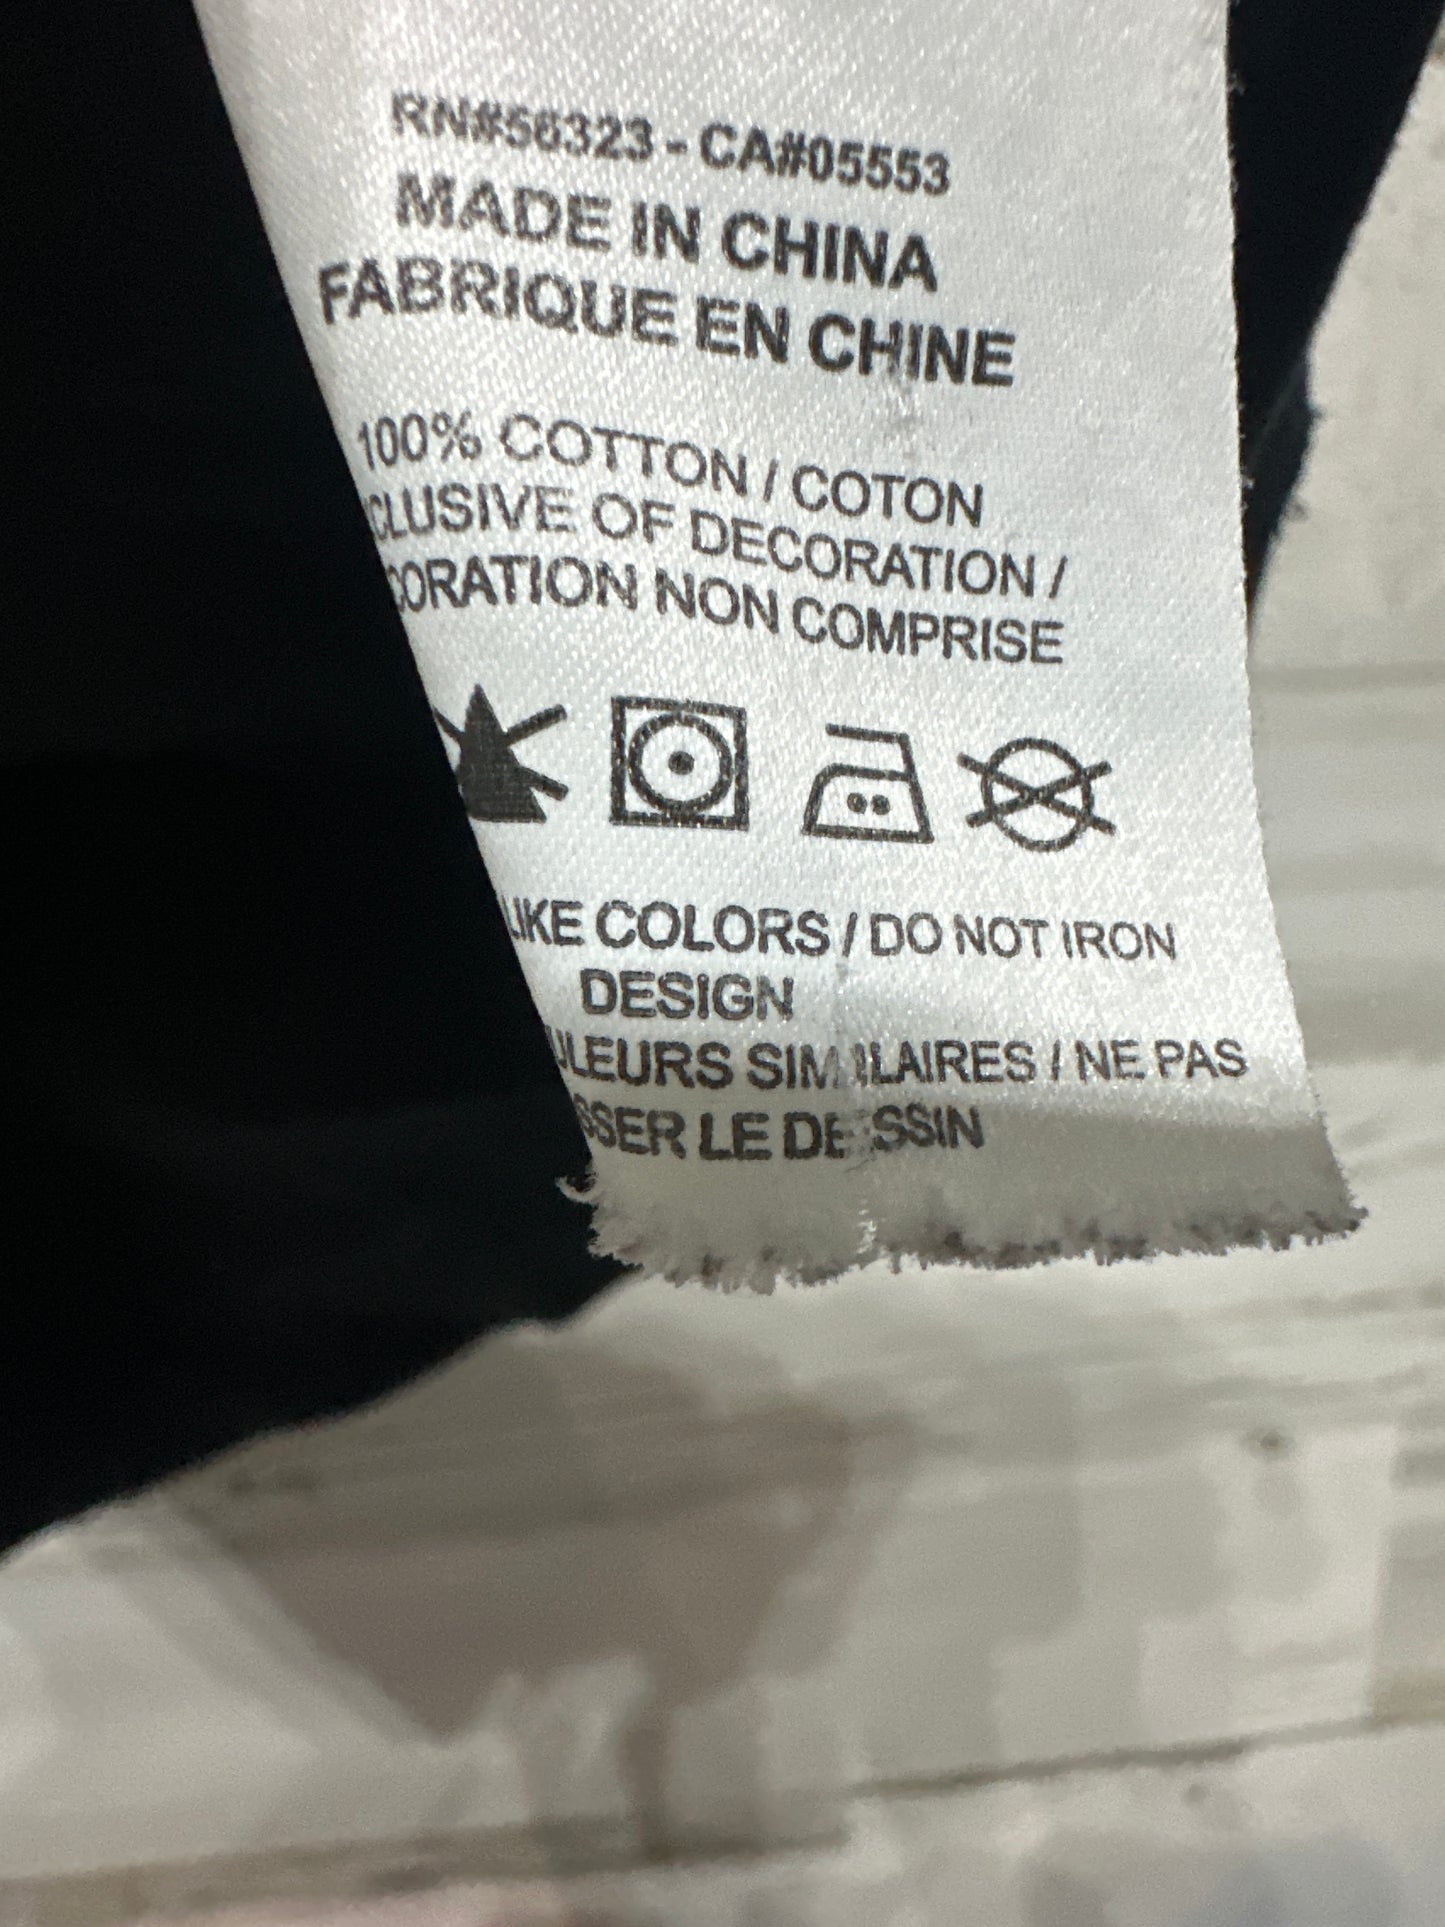 RN#56323 - CA#05553
MADE IN CHINA
FABRIQUE EN CHINE
100% COTTON / COTON
CLUSIVE OF DECORATION /
CORATION NON COMPRISE
LIKE COLORS / DO NOT IRON
DESIGN
ULEURS SIMILAIRES / NE PAS
SSER LE DESSIN